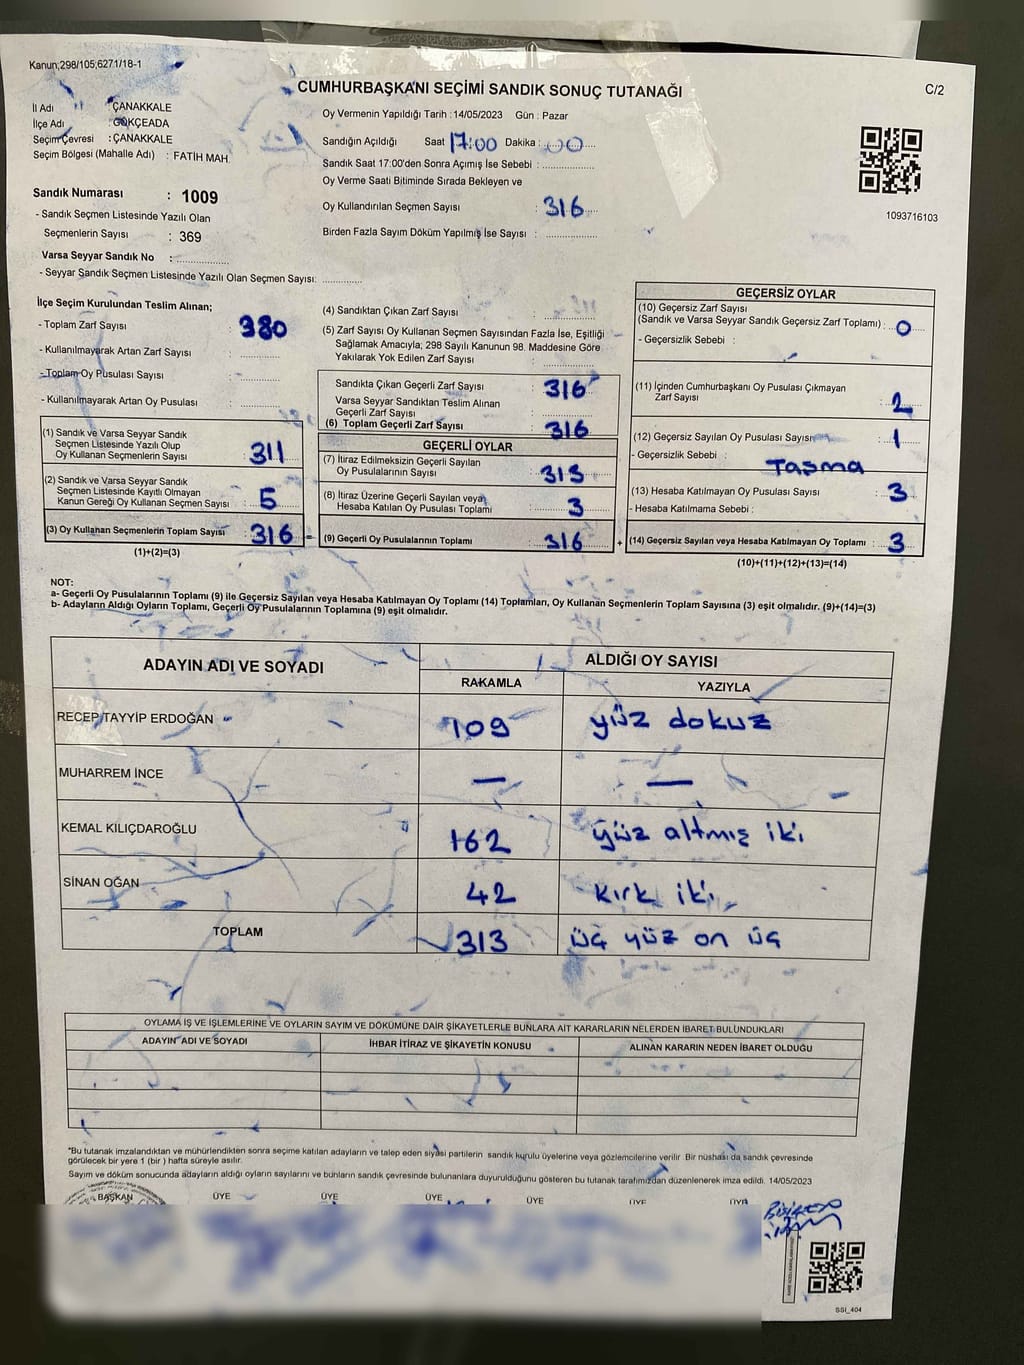 Kanun;298/105,6271/18-1
CUMHURBAŞKANI SEÇİMİ SANDIK SONUÇ TUTANAĞI
C/2
İl Adı : ÇANAKKALE
İlçe Adı : GÖKÇEADA
Seçim Çevresi : ÇANAKKALE
Seçim Bölgesi (Mahalle Adı) : FATİH MAH.
Sandık Numarası : 1009
- Sandık Seçmen Listesinde Yazılı Olan
Seçmenlerin Sayısı : 369
Varsa Seyyar Sandık No :
- Seyyar Sandık Seçmen Listesinde Yazılı Olan Seçmen Sayısı:
Oy Vermenin Yapıldığı Tarih : 14/05/2023 Gün : Pazar
Sandığın Açıldığı Saat 17:00 Dakika : 00
Sandık Saat 17:00'den Sonra Açımış İse Sebebi :
Oy Verme Saati Bitiminde Sırada Bekleyen ve
Oy Kullandırılan Seçmen Sayısı : 316
Birden Fazla Sayım Döküm Yapılmış İse Sayısı :
1093716103
İlçe Seçim Kurulundan Teslim Alınan;
- Toplam Zarf Sayısı : 380
- Kullanılmayarak Artan Zarf Sayısı :
- Toplam Oy Pusulası Sayısı :
- Kullanılmayarak Artan Oy Pusulası :
(1) Sandık ve Varsa Seyyar Sandık
Seçmen Listesinde Yazılı Olup
Oy Kullanan Seçmenlerin Sayısı : 311
(2) Sandık ve Varsa Seyyar Sandık
Seçmen Listesinde Kayıtlı Olmayan
Kanun Gereği Oy Kullanan Seçmen Sayısı : 5
(3) Oy Kullanan Seçmenlerin Toplam Sayısı : 316 =
(1)+(2)=(3)
(4) Sandıktan Çıkan Zarf Sayısı :
(5) Zarf Sayısı Oy Kullanan Seçmen Sayısından Fazla İse, Eşitliği
Sağlamak Amacıyla; 298 Sayılı Kanunun 98. Maddesine Göre
Yakılarak Yok Edilen Zarf Sayısı :
Sandıkta Çıkan Geçerli Zarf Sayısı : 316
Varsa Seyyar Sandıktan Teslim Alınan
Geçerli Zarf Sayısı :
(6) Toplam Geçerli Zarf Sayısı : 316
GEÇERLİ OYLAR
(7) İtiraz Edilmeksizin Geçerli Sayılan
Oy Pusulalarının Sayısı : 313
(8) İtiraz Üzerine Geçerli Sayılan veya
Hesaba Katılan Oy Pusulası Toplamı : 3
(9) Geçerli Oy Pusulalarının Toplamı : 316 +
GEÇERSİZ OYLAR
(10) Geçersiz Zarf Sayısı
(Sandık ve Varsa Seyyar Sandık Geçersiz Zarf Toplamı) : 0
- Geçersizlik Sebebi :
(11) İçinden Cumhurbaşkanı Oy Pusulası Çıkmayan
Zarf Sayısı : 2
(12) Geçersiz Sayılan Oy Pusulası Sayısı : 1
- Geçersizlik Sebebi : Taşma
(13) Hesaba Katılmayan Oy Pusulası Sayısı : 3
- Hesaba Katılmama Sebebi :
(14) Geçersiz Sayılan veya Hesaba Katılmayan Oy Toplamı : 3
(10)+(11)+(12)+(13)=(14)
NOT:
a- Geçerli Oy Pusulalarının Toplamı (9) ile Geçersiz Sayılan veya Hesaba Katılmayan Oy Toplamı (14) Toplamları, Oy Kullanan Seçmenlerin Toplam Sayısına (3) eşit olmalıdır. (9)+(14)=(3)
b- Adayların Aldığı Oyların Toplamı, Geçerli Oy Pusulalarının Toplamına (9) eşit olmalıdır.
ADAYIN ADI VE SOYADI ALDIĞI OY SAYISI
RAKAMLA YAZIYLA
RECEP TAYYİP ERDOĞAN 109 yüz dokuz
MUHARREM İNCE — —
KEMAL KILIÇDAROĞLU 162 yüz altmış iki
SİNAN OĞAN 42 kırk iki
TOPLAM 313 üç yüz on üç
OYLAMA İŞ VE İŞLEMLERİNE VE OYLARIN SAYIM VE DÖKÜMÜNE DAİR ŞİKAYETLERLE BUNLARA AİT KARARLARIN NELERDEN İBARET BULUNDUKLARI
ADAYIN ADI VE SOYADI İHBAR İTİRAZ VE ŞİKAYETİN KONUSU ALINAN KARARIN NEDEN İBARET OLDUĞU
*Bu tutanak imzalandıktan ve mühürlendikten sonra seçime katılan adayların ve talep eden siyasi partilerin sandık kurulu üyelerine veya gözlemcilerine verilir. Bir nüshası da sandık çevresinde
görülecek bir yere 1 (bir) hafta süreyle asılır.
Sayım ve döküm sonucunda adayların aldığı oyların sayılarını ve bunların sandık çevresinde bulunanlara duyurulduğunu gösteren bu tutanak tarafımızdan düzenlenerek imza edildi. 14/05/2023
BAŞKAN ÜYE ÜYE ÜYE ÜYE ÜYE ÜYE
SSİ_404